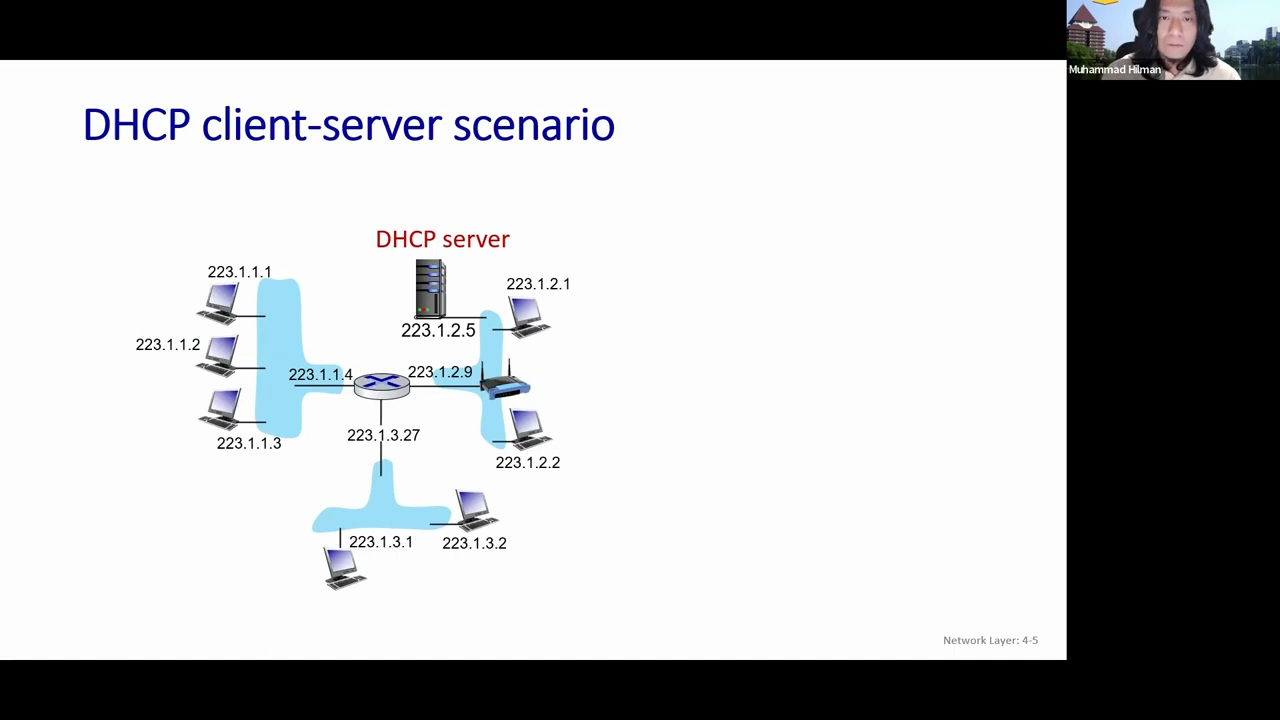 Muhammad Hilman
DHCP client-server scenario
DHCP server
223.1.1.1
223.1.2.1
223.1.2.5
223.1.1.2
223.1.1.4
223.1.2.9
223.1.3.27
223.1.1.3
223.1.2.2
223.1.3.1
223.1.3.2
Network Layer: 4-5